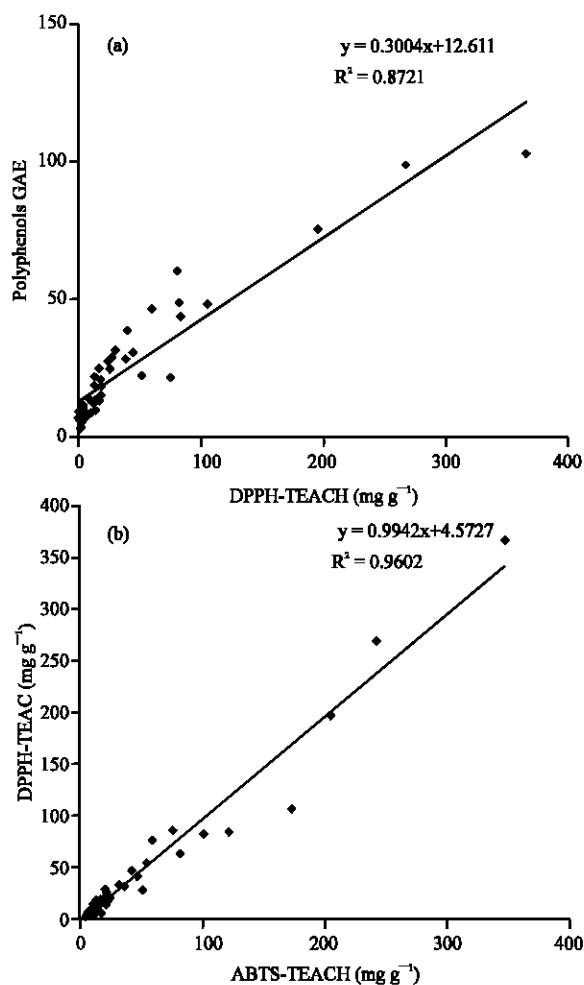 150
(a)
y = 0.3004x+12.611
R² = 0.8721
100
50
0
Polyphenols GAE
0 100 200 300 400
DPPH-TEACH (mg g⁻¹)
400
(b)
y = 0.9942x+4.5727
R² = 0.9602
350
300
250
200
150
100
50
0
DPPH-TEAC (mg g⁻¹)
0 100 200 300 400
ABTS-TEACH (mg g⁻¹)